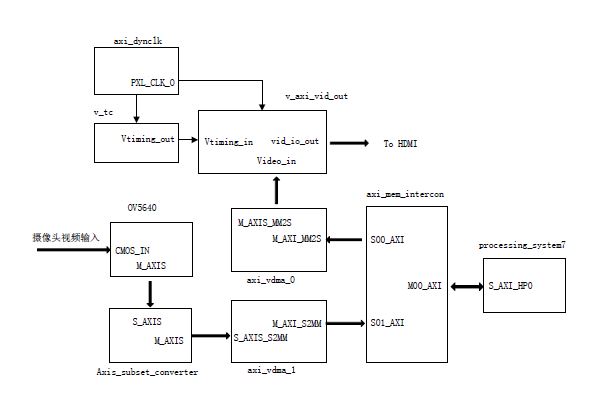 axi_dynclk
PXL_CLK_O
v_tc
Vtiming_out
v_axi_vid_out
Vtiming_in
vid_io_out
Video_in
To HDMI
OV5640
摄像头视频输入
CMOS_IN
M_AXIS
M_AXIS_MM2S
M_AXI_MM2S
axi_vdma_0
axi_mem_intercon
S00_AXI
M00_AXI
S01_AXI
processing_system7
S_AXI_HP0
S_AXIS
M_AXIS
Axis_subset_converter
M_AXI_S2MM
S_AXIS_S2MM
axi_vdma_1